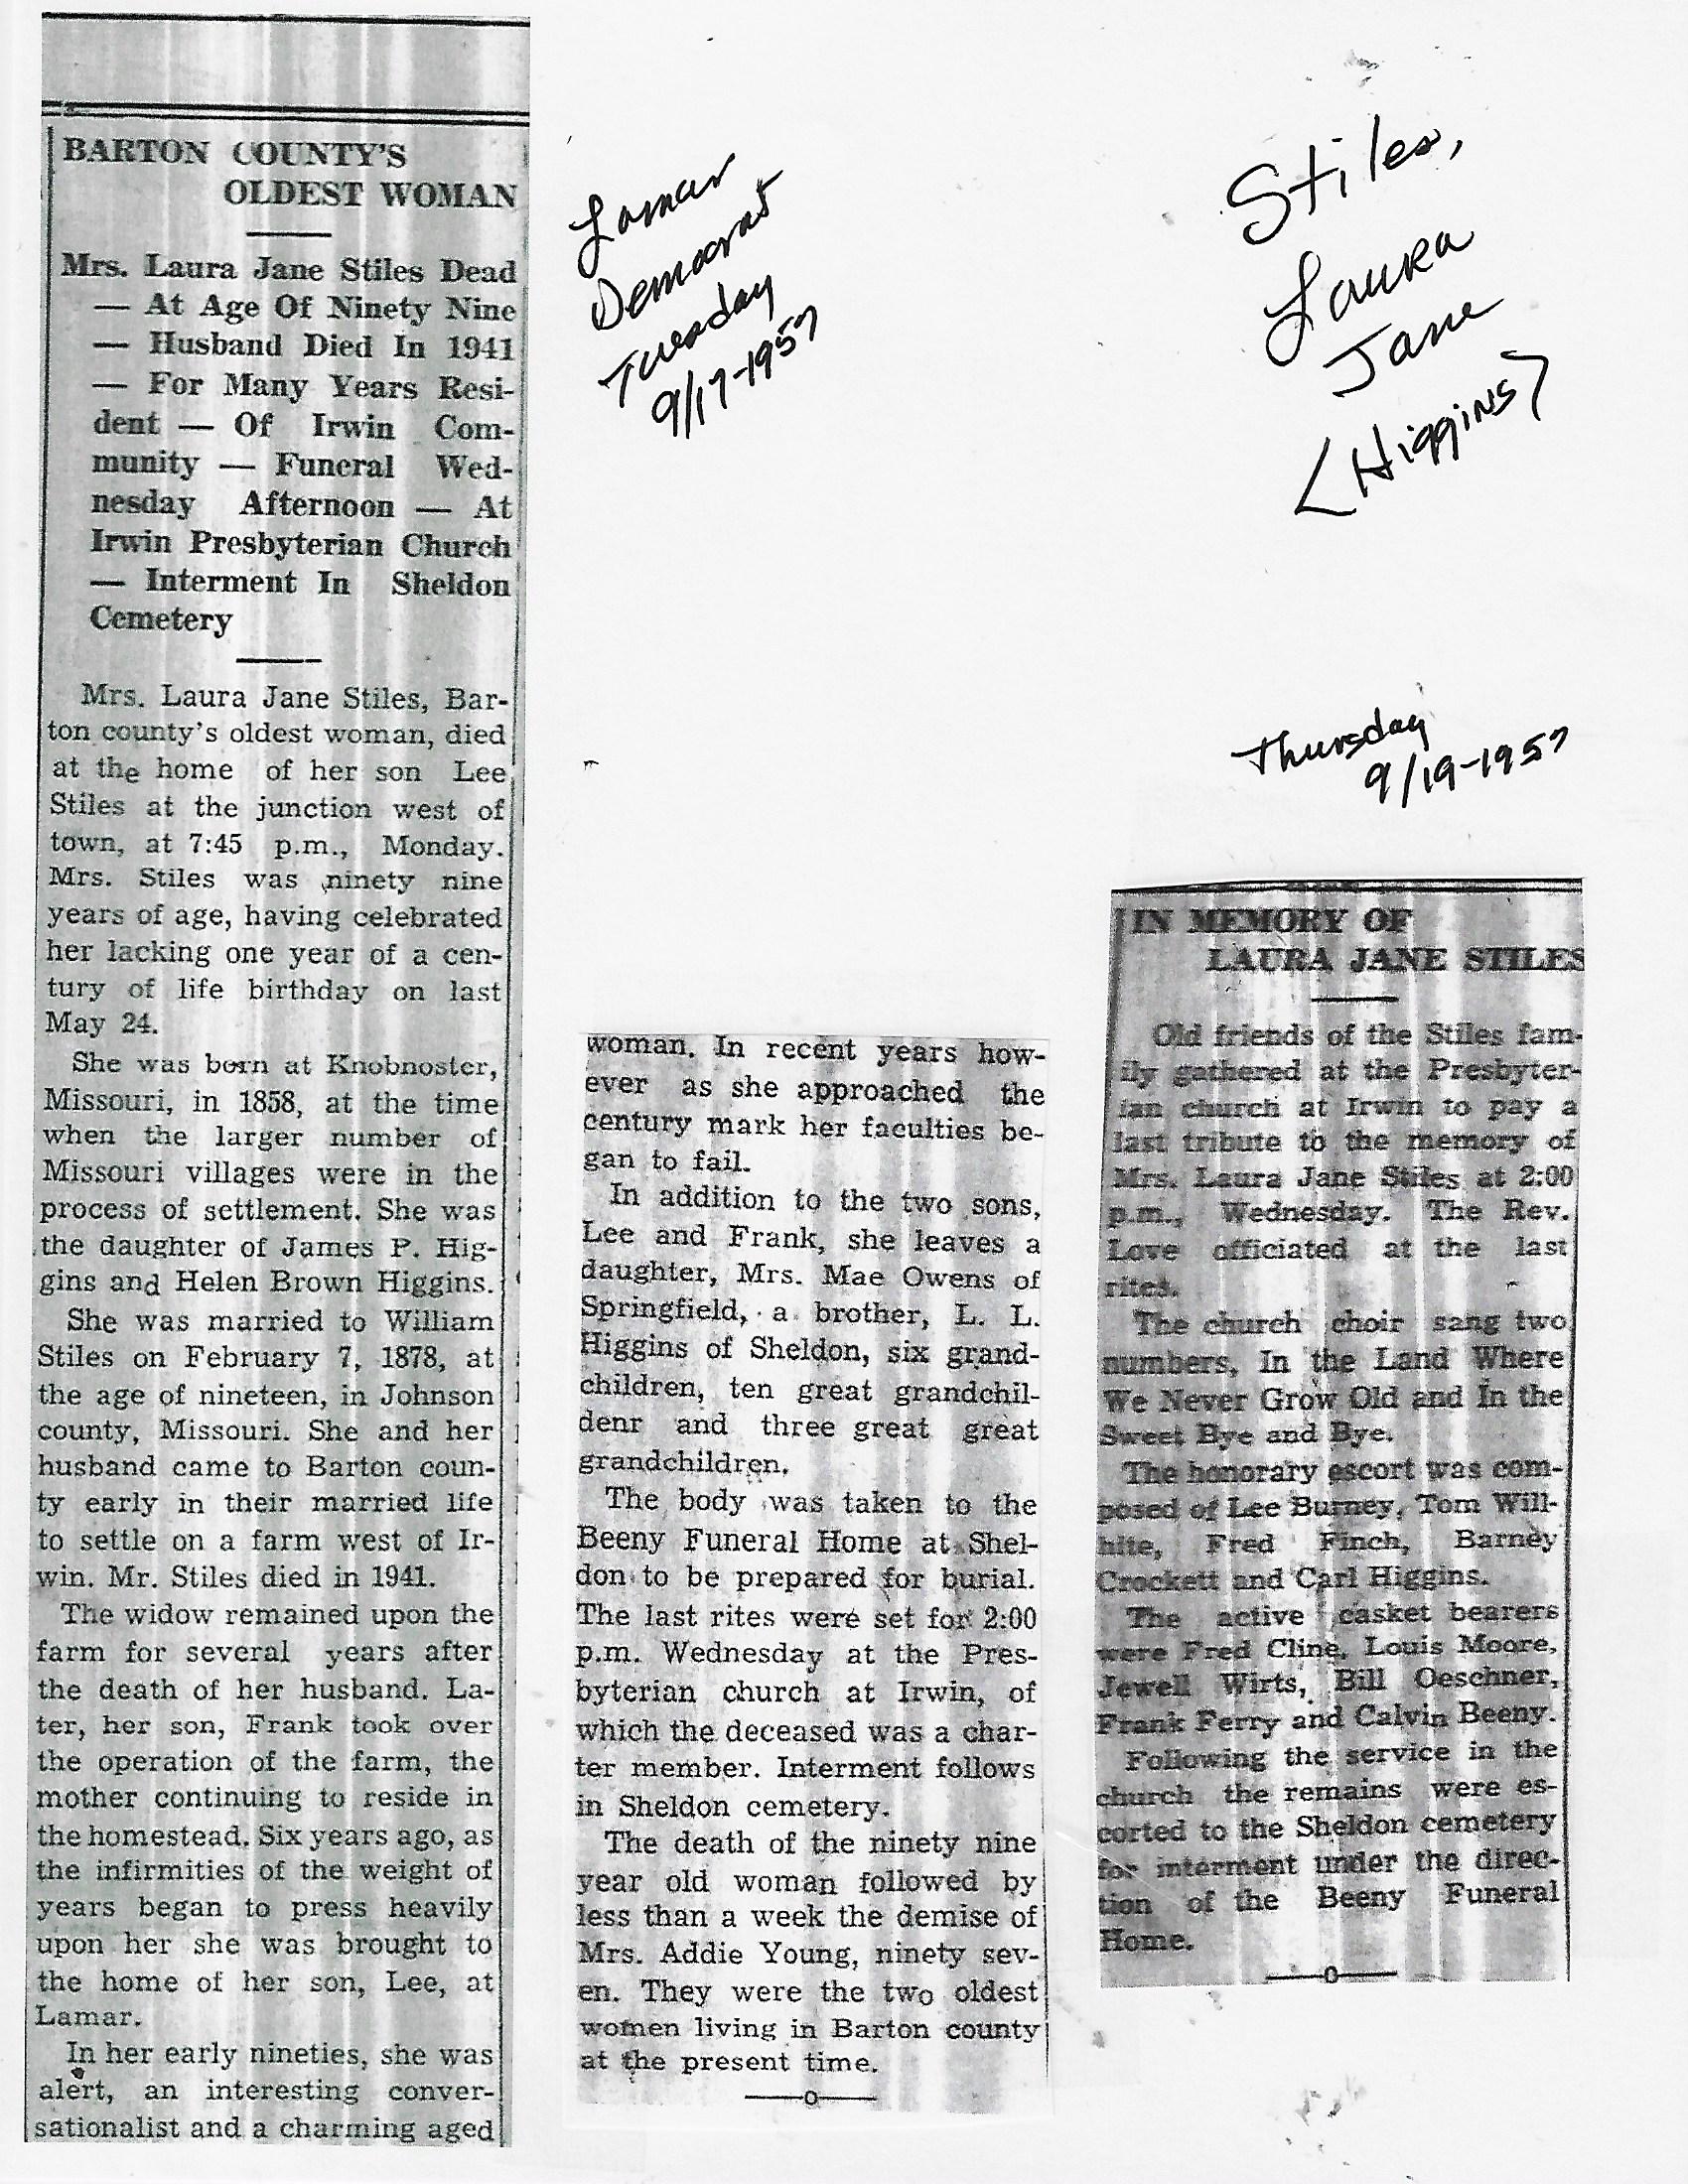 BARTON COUNTY'S
OLDEST WOMAN
Mrs. Laura Jane Stiles Dead
— At Age Of Ninety Nine
— Husband Died In 1941
— For Many Years Resi-
dent — Of Irwin Com-
munity — Funeral Wed-
nesday Afternoon — At
Irwin Presbyterian Church
— Interment In Sheldon
Cemetery
Mrs. Laura Jane Stiles, Bar-
ton county's oldest woman, died
at the home of her son Lee
Stiles at the junction west of
town, at 7:45 p.m., Monday.
Mrs. Stiles was ninety nine
years of age, having celebrated
her lacking one year of a cen-
tury of life birthday on last
May 24.
She was born at Knobnoster,
Missouri, in 1858, at the time
when the larger number of
Missouri villages were in the
process of settlement. She was
the daughter of James P. Hig-
gins and Helen Brown Higgins.
She was married to William
Stiles on February 7, 1878, at
the age of nineteen, in Johnson
county, Missouri. She and her
husband came to Barton coun-
ty early in their married life
to settle on a farm west of Ir-
win. Mr. Stiles died in 1941.
The widow remained upon the
farm for several years after
the death of her husband. La-
ter, her son, Frank took over
the operation of the farm, the
mother continuing to reside in
the homestead. Six years ago, as
the infirmities of the weight of
years began to press heavily
upon her she was brought to
the home of her son, Lee, at
Lamar.
In her early nineties, she was
alert, an interesting conver-
sationalist and a charming aged
Lamar
Democrat
Tuesday
9/17-1957
woman. In recent years how-
ever as she approached the
century mark her faculties be-
gan to fail.
In addition to the two sons,
Lee and Frank, she leaves a
daughter, Mrs. Mae Owens of
Springfield, a brother, L. L.
Higgins of Sheldon, six grand-
children, ten great grandchil-
denr and three great great
grandchildren.
The body was taken to the
Beeny Funeral Home at Shel-
don to be prepared for burial.
The last rites were set for 2:00
p.m. Wednesday at the Pres-
byterian church at Irwin, of
which the deceased was a char-
ter member. Interment follows
in Sheldon cemetery.
The death of the ninety nine
year old woman followed by
less than a week the demise of
Mrs. Addie Young, ninety sev-
en. They were the two oldest
women living in Barton county
at the present time.
—o—
Stiles,
Laura
Jane
<Higgins>
Thursday
9/19-1957
IN MEMORY OF
LAURA JANE STILES
Old friends of the Stiles fam-
ily gathered at the Presbyter-
ian church at Irwin to pay a
last tribute to the memory of
Mrs. Laura Jane Stiles at 2:00
p.m., Wednesday. The Rev.
Love officiated at the last
rites.
The church choir sang two
numbers, In the Land Where
We Never Grow Old and In the
Sweet Bye and Bye.
The honorary escort was com-
posed of Lee Burney, Tom Will-
hite, Fred Finch, Barney
Crockett and Carl Higgins.
The active casket bearers
were Fred Cline, Louis Moore,
Jewell Wirts, Bill Oeschner,
Frank Ferry and Calvin Beeny.
Following the service in the
church the remains were es-
corted to the Sheldon cemetery
for interment under the direc-
tion of the Beeny Funeral
Home.
—o—